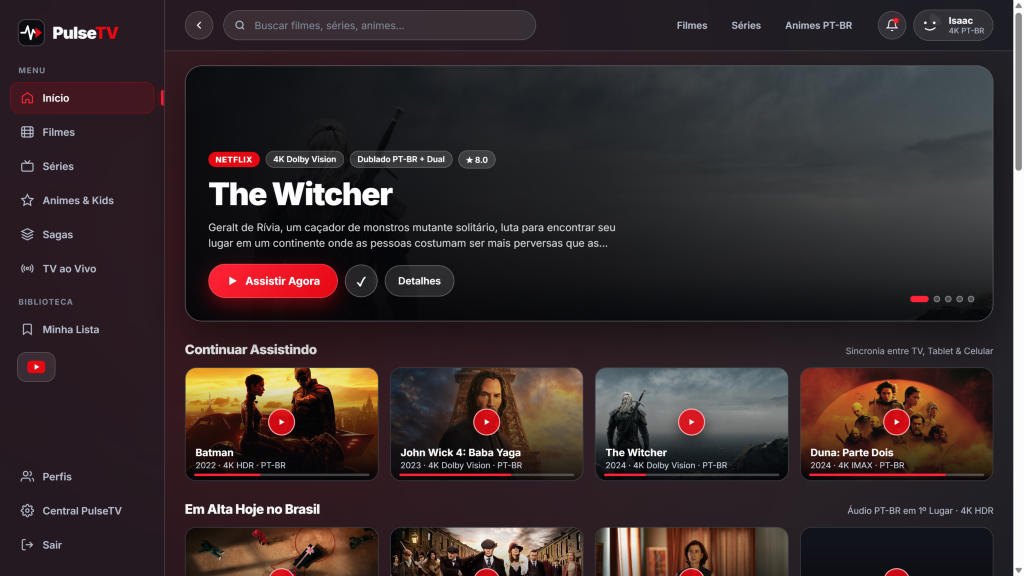 PulseTV
Buscar filmes, séries, animes...
Filmes
Séries
Animes PT-BR
Isaac
4K PT-BR
MENU
Início
Filmes
Séries
Animes & Kids
Sagas
TV ao Vivo
BIBLIOTECA
Minha Lista
Perfis
Central PulseTV
Sair
NETFLIX
4K Dolby Vision
Dublado PT-BR + Dual
★ 8.0
The Witcher
Geralt de Rívia, um caçador de monstros mutante solitário, luta para encontrar seu
lugar em um continente onde as pessoas costumam ser mais perversas que as...
Assistir Agora
Detalhes
Continuar Assistindo
Sincronia entre TV, Tablet & Celular
Batman
2022 · 4K HDR · PT-BR
John Wick 4: Baba Yaga
2023 · 4K Dolby Vision · PT-BR
The Witcher
2024 · 4K Dolby Vision · PT-BR
Duna: Parte Dois
2024 · 4K IMAX · PT-BR
Em Alta Hoje no Brasil
Áudio PT-BR em 1º Lugar · 4K HDR